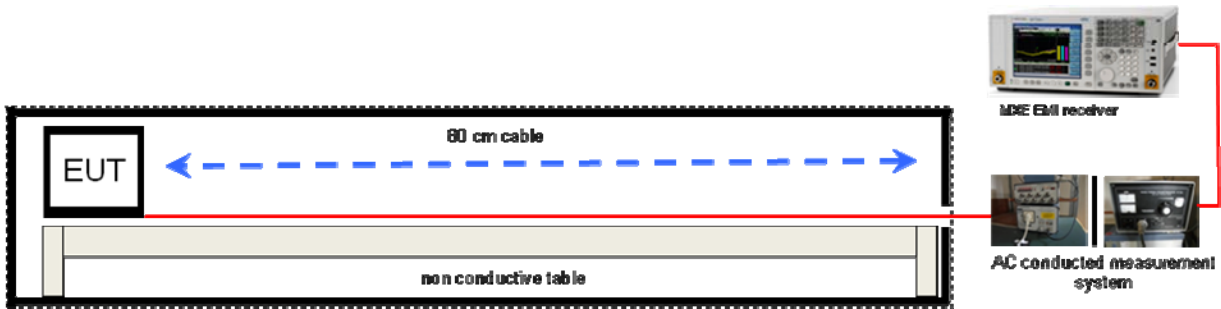 MXE EMI receiver
80 cm cable
EUT
non conductive table
AC conducted measurement
system